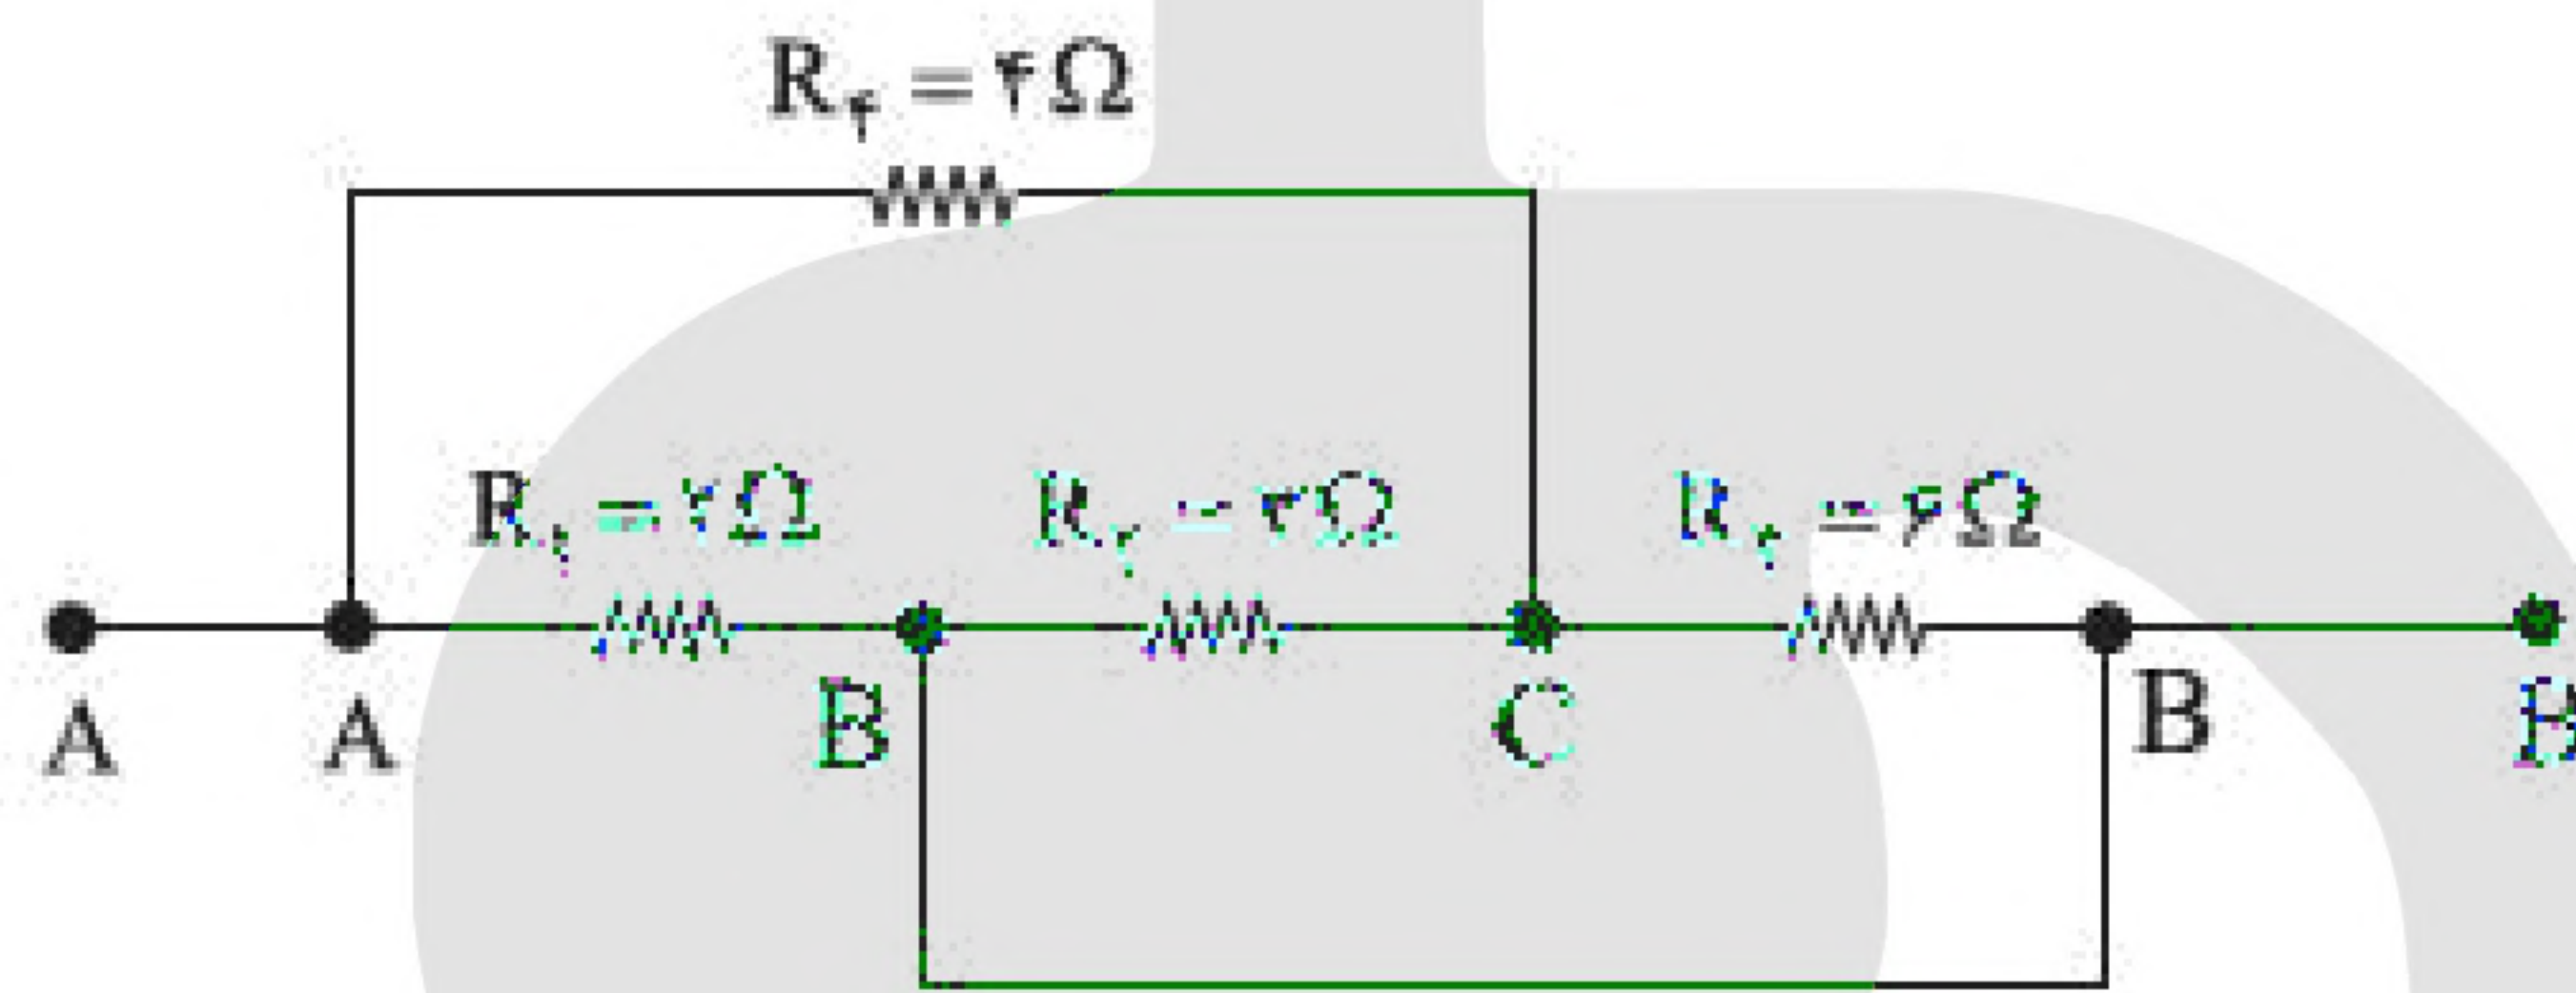 R۴ = ۴Ω
R۱ = ۲Ω R۲ = ۳Ω R۳ = ۶Ω
A A B C B B